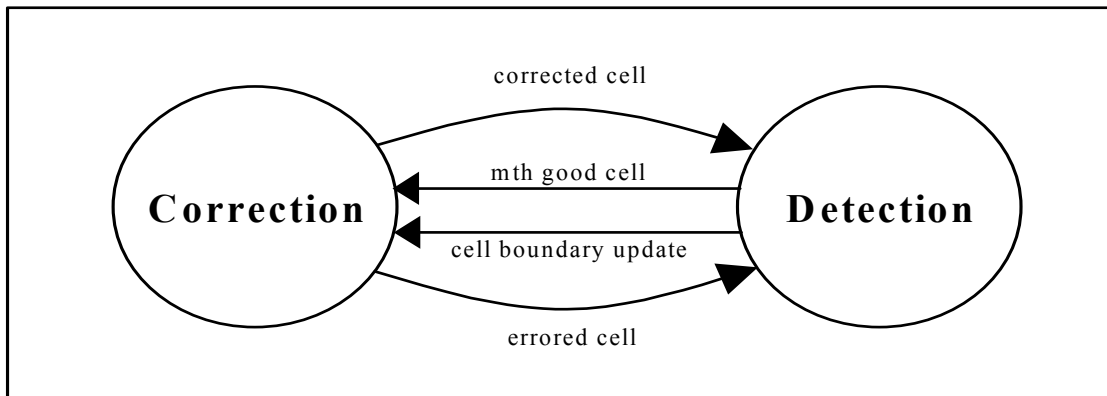 corrected cell
mth good cell
Correction
Detection
cell boundary update
errored cell